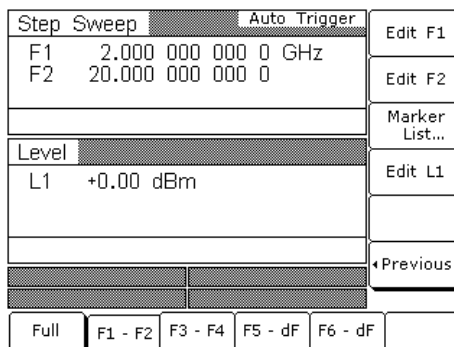 Step Sweep Auto Trigger
F1 2.000 000 000 0 GHz
F2 20.000 000 000 0
Level
L1 +0.00 dBm
Edit F1
Edit F2
Marker
List...
Edit L1
Previous
Full F1 - F2 F3 - F4 F5 - dF F6 - dF